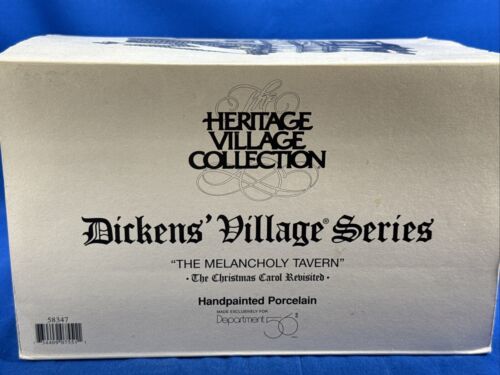 The
HERITAGE
VILLAGE
COLLECTION
Dickens' Village® Series
"THE MELANCHOLY TAVERN"
• The Christmas Carol Revisited •
Handpainted Porcelain
MADE EXCLUSIVELY FOR
Department 56®
58347